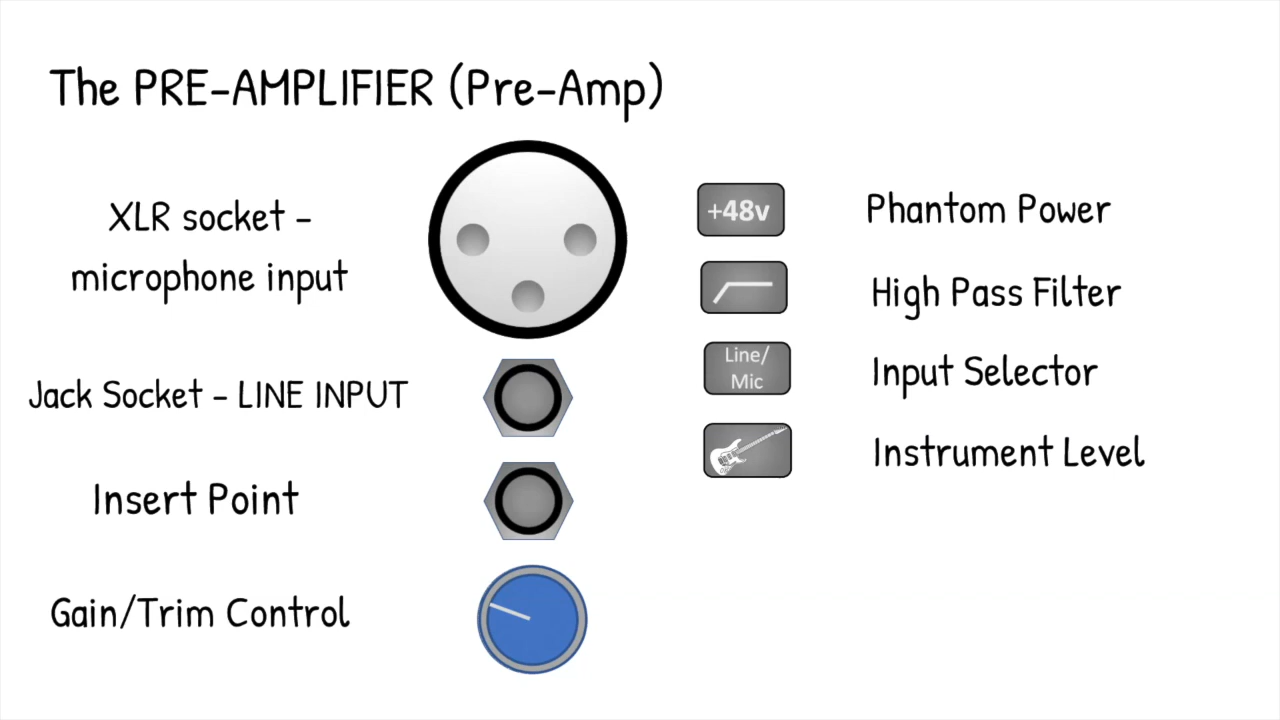 The PRE-AMPLIFIER (Pre-Amp)
XLR socket -
microphone input
Jack Socket - LINE INPUT
Insert Point
Gain/Trim Control
+48v
Phantom Power
High Pass Filter
Line/
Mic
Input Selector
Instrument Level